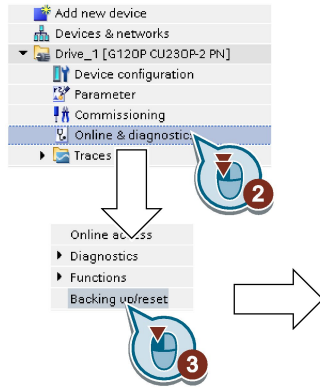 Add new device
Devices & networks
Drive_1 [G120P CU230P-2 PN]
Device configuration
Parameter
Commissioning
Online & diagnostic
Traces
2
Online access
Diagnostics
Functions
Backing up/reset
3